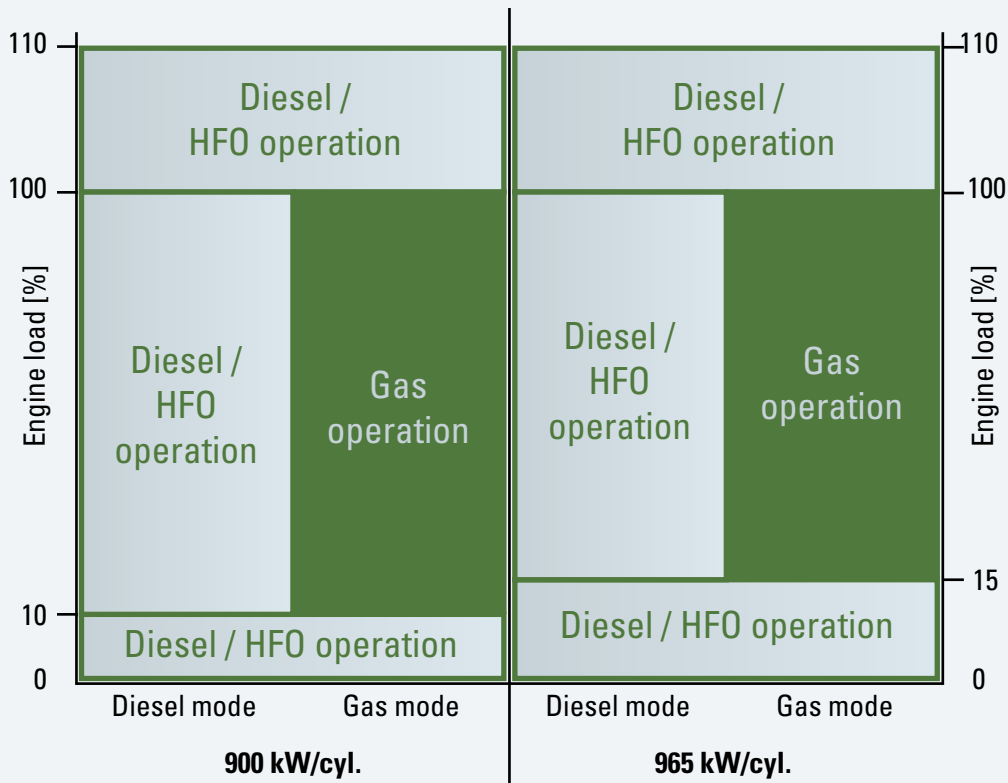 110
110
Diesel /
HFO operation
Diesel /
HFO operation
100
100
Engine load [%]
Diesel /
HFO
operation
Gas
operation
Diesel /
HFO
operation
Gas
operation
Engine load [%]
10
15
Diesel / HFO operation
Diesel / HFO operation
0
0
Diesel mode
Gas mode
Diesel mode
Gas mode
900 kW/cyl.
965 kW/cyl.